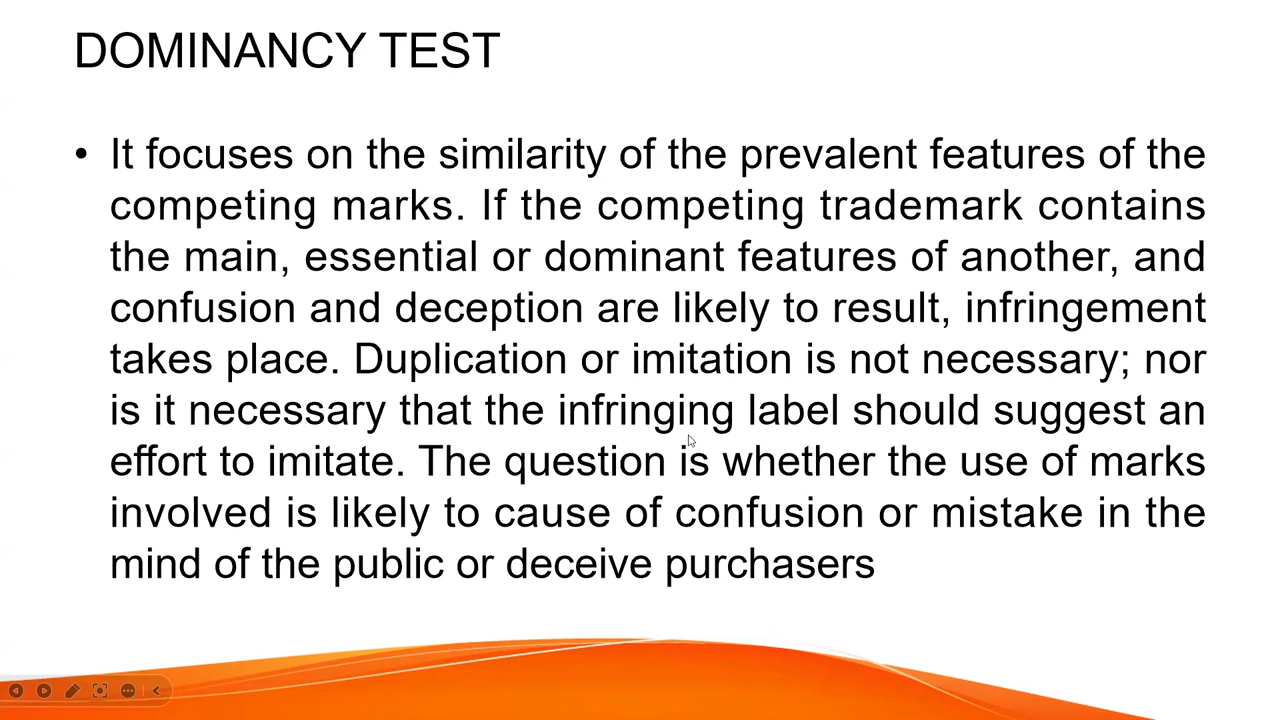 DOMINANCY TEST
• It focuses on the similarity of the prevalent features of the
competing marks. If the competing trademark contains
the main, essential or dominant features of another, and
confusion and deception are likely to result, infringement
takes place. Duplication or imitation is not necessary; nor
is it necessary that the infringing label should suggest an
effort to imitate. The question is whether the use of marks
involved is likely to cause of confusion or mistake in the
mind of the public or deceive purchasers